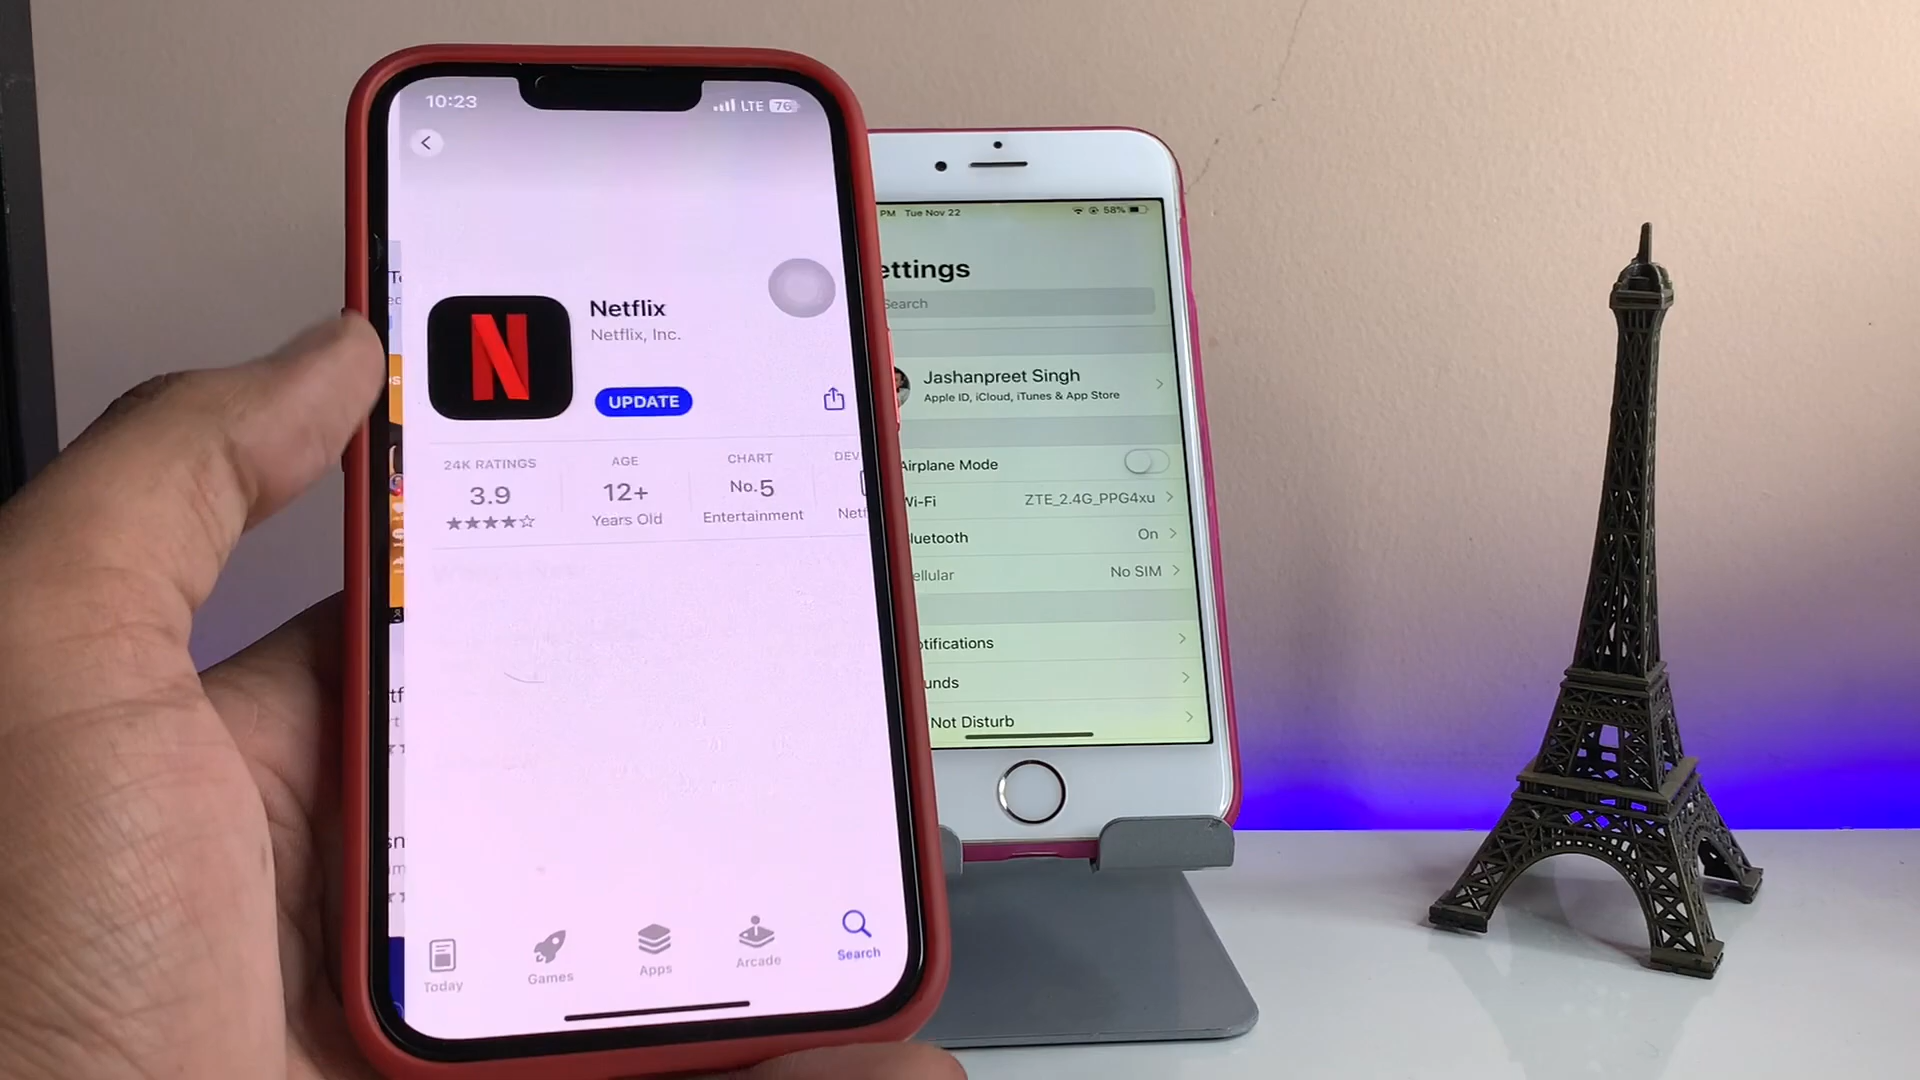 10:23
LTE 76
Netflix
Netflix, Inc.
UPDATE
24K RATINGS
3.9
★★★★☆
AGE
12+
Years Old
CHART
No.5
Entertainment
DEV
Netf
Today
Games
Apps
Arcade
Search
PM Tue Nov 22
58%
ettings
Search
Jashanpreet Singh
Apple ID, iCloud, iTunes & App Store
Airplane Mode
Wi-Fi ZTE_2.4G_PPG4xu
luetooth On
ellular No SIM
otifications
unds
Not Disturb